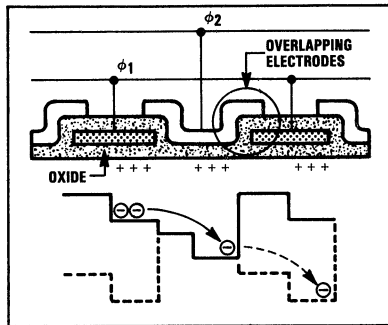 ϕ2
OVERLAPPING
ELECTRODES
ϕ1
OXIDE
+ + + + + + + + +
⊖⊖
⊖
⊖